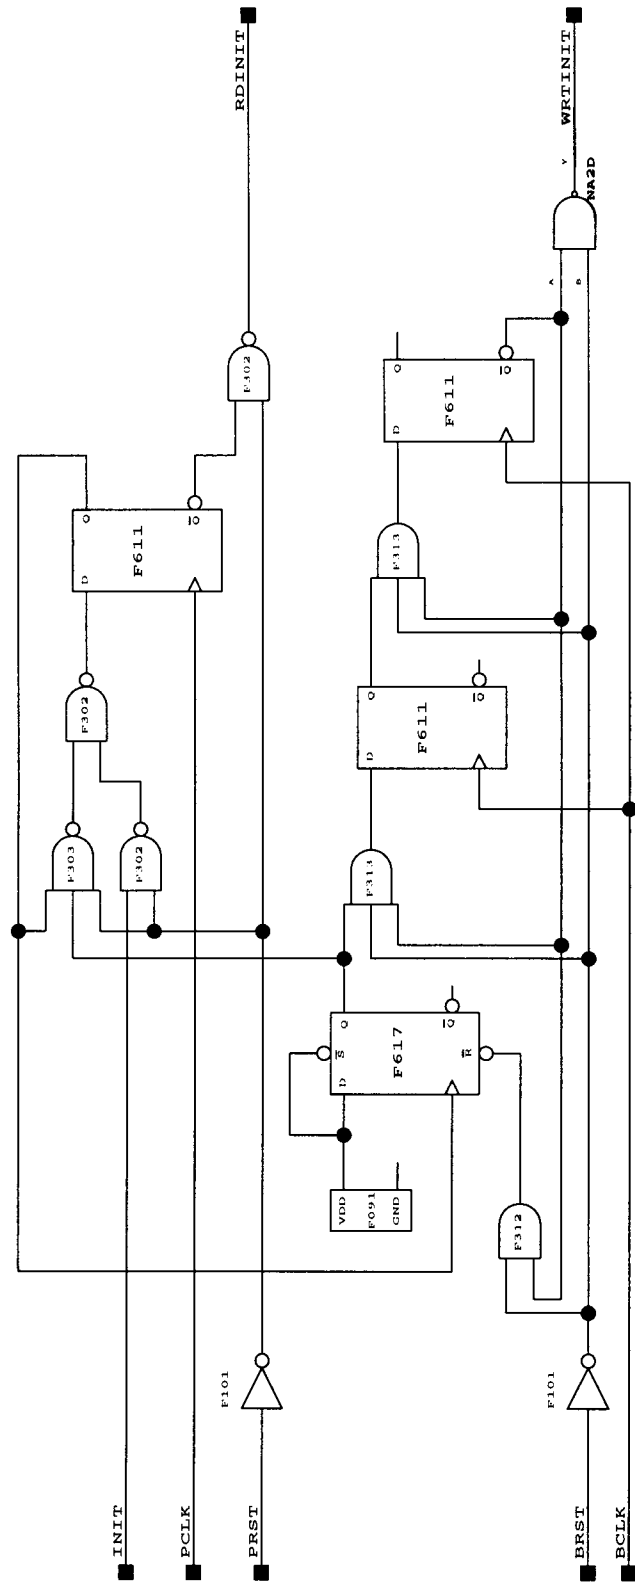 RDINIT
WRTINIT
Y
NA2D
A
B
F302
Q
Q
F611
D
Q
Q
F611
D
F313
F302
Q
Q
F611
D
F303
F302
F313
Q
Q
S
F617
R
D
VDD
F091
GND
F312
F101
F101
INIT
PCLK
PRST
BRST
BCLK